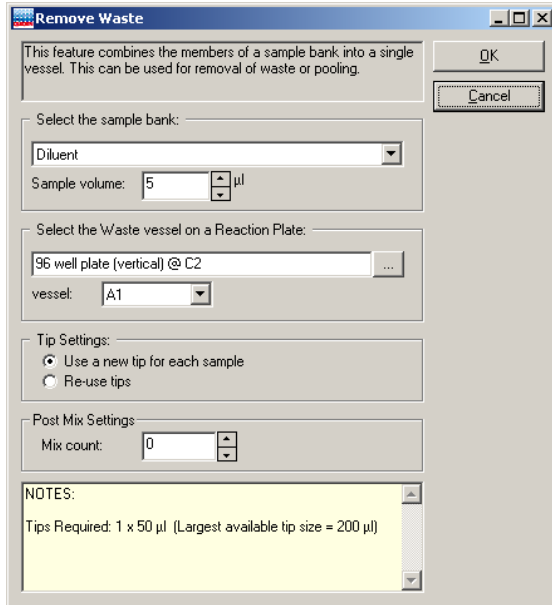 Remove Waste
This feature combines the members of a sample bank into a single
vessel. This can be used for removal of waste or pooling.
OK
Cancel
Select the sample bank:
Diluent
Sample volume: 5 µl
Select the Waste vessel on a Reaction Plate:
96 well plate (vertical) @ C2 ...
vessel: A1
Tip Settings:
Use a new tip for each sample
Re-use tips
Post Mix Settings
Mix count: 0
NOTES:
Tips Required: 1 x 50 µl (Largest available tip size = 200 µl)